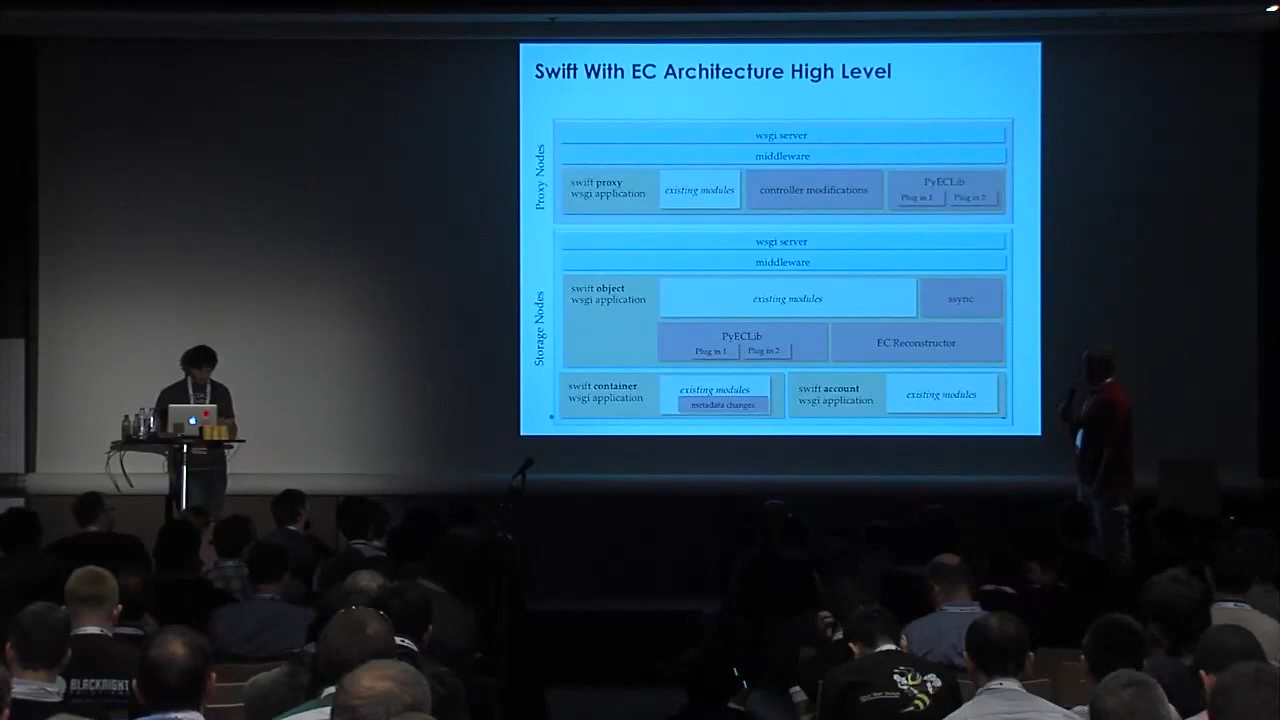 Swift With EC Architecture High Level
Proxy Nodes
wsgi server
middleware
swift proxy
wsgi application
existing modules
controller modifications
PyECLib
Plug in 1
Plug in 2
Storage Nodes
wsgi server
middleware
swift object
wsgi application
existing modules
ssync
PyECLib
Plug in 1
Plug in 2
EC Reconstructor
swift container
wsgi application
existing modules
metadata changes
swift account
wsgi application
existing modules
BLACKNIGHT
SOLUTIONS